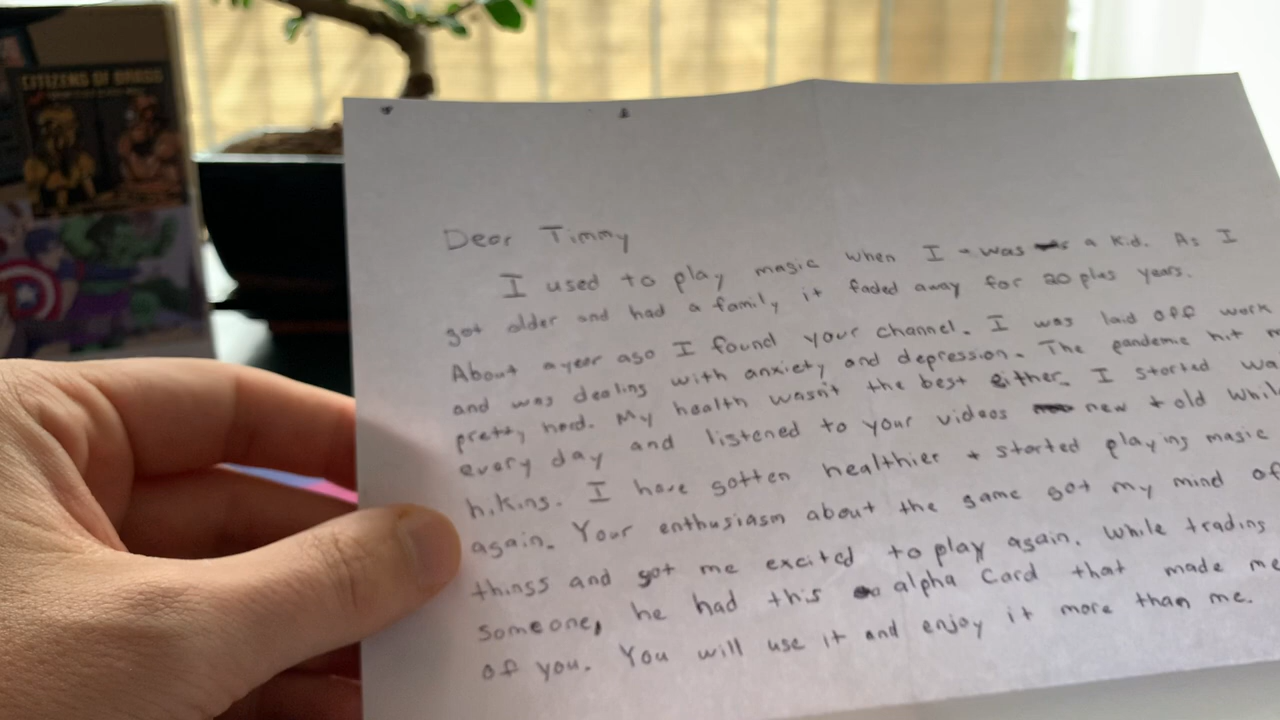 CITIZENS OF
Dear Timmy
I used to play magic when I was a kid. As I
got older and had a family it faded away for 20 plus years.
About a year ago I found your channel. I was laid off work
and was dealing with anxiety and depression. The pandemic hit
pretty hard. My health wasn't the best either. I started wa
every day and listened to your videos new + old whil
hiking. I have gotten healthier + started playing magic
again. Your enthusiasm about the game got my mind of
things and got me excited to play again. While trading
someone, he had this alpha card that made me
of you. You will use it and enjoy it more than me.